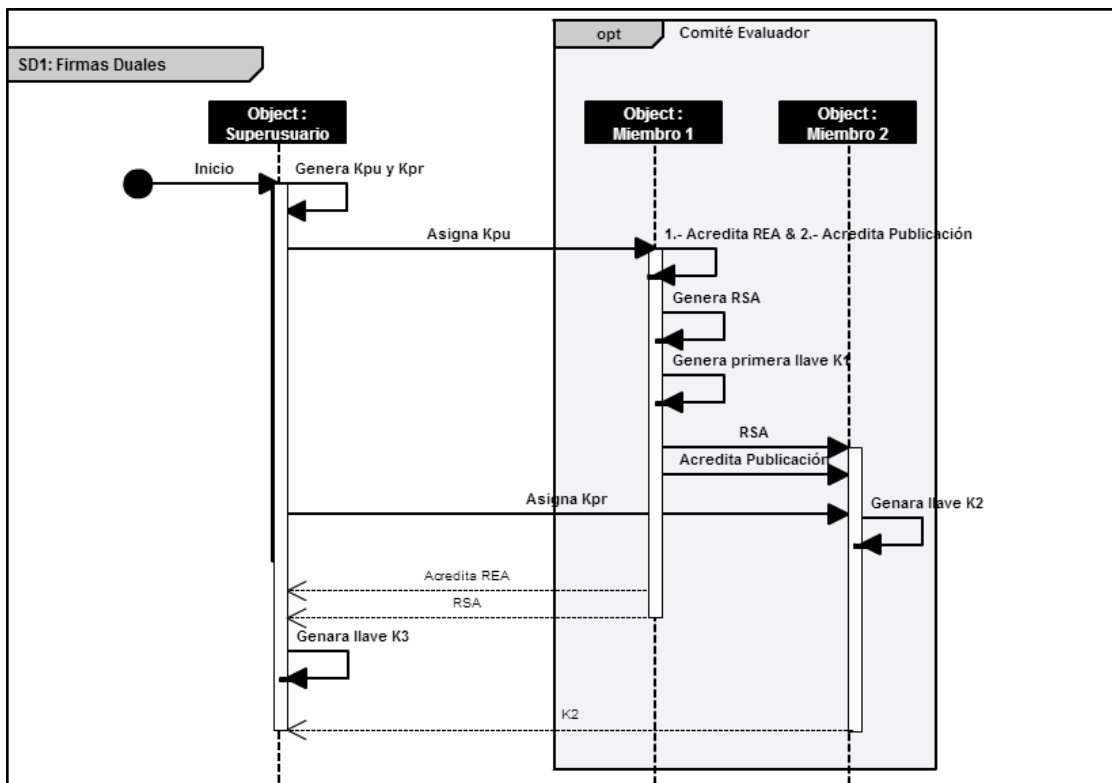 opt
Comité Evaluador
SD1: Firmas Duales
Object :
Superusuario
Object :
Miembro 1
Object :
Miembro 2
Inicio
Genera Kpu y Kpr
Asigna Kpu
1.- Acredita REA & 2.- Acredita Publicación
Genera RSA
Genera primera llave K1
RSA
Acredita Publicación
Asigna Kpr
Genara llave K2
Acredita REA
RSA
Genara llave K3
K2